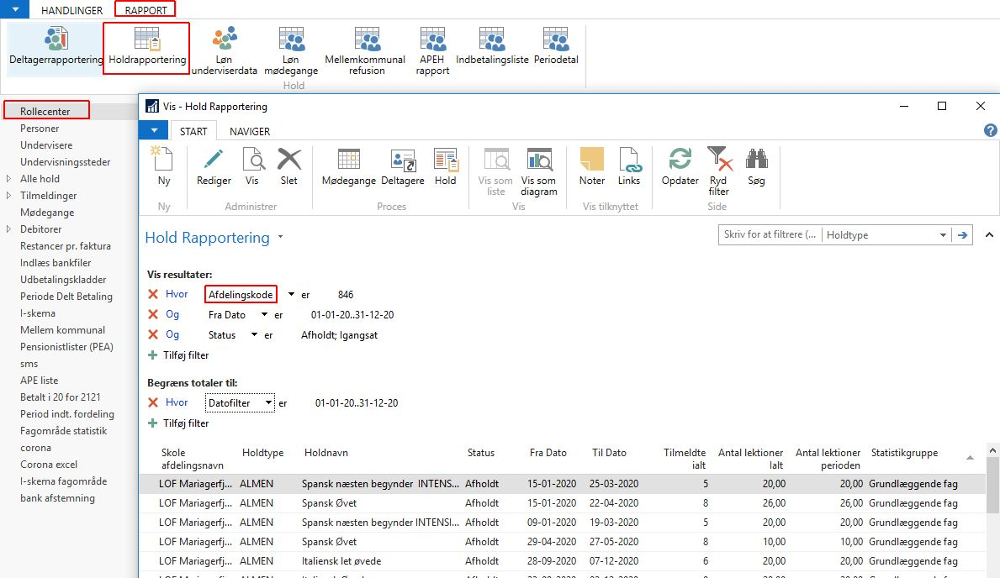 HANDLINGER RAPPORT
Deltagerrapportering Holdrapportering Løn underviserdata Løn mødegange Mellemkommunal refusion APEH rapport Indbetalingsliste Periodetal
Hold
Rollecenter
Personer
Undervisere
Undervisningssteder
Alle hold
Tilmeldinger
Mødegange
Debitorer
Restancer pr. faktura
Indlæs bankfiler
Udbetalingskladder
Periode Delt Betaling
I-skema
Mellem kommunal
Pensionistlister (PEA)
sms
APE liste
Betalt i 20 for 2121
Period indt. fordeling
Fagområde statistik
corona
Corona excel
I-skema fagområde
bank afstemning
Vis - Hold Rapportering
START NAVIGER
Ny Rediger Vis Slet Mødegange Deltagere Hold Vis som liste Vis som diagram Noter Links Opdater Ryd filter Søg
Ny Administrer Proces Vis Vis tilknyttet Side
Hold Rapportering
Skriv for at filtrere (... Holdtype
Vis resultater:
Hvor Afdelingskode er 846
Og Fra Dato er 01-01-20..31-12-20
Og Status er Afholdt; Igangsat
Tilføj filter
Begræns totaler til:
Hvor Datofilter er 01-01-20..31-12-20
Tilføj filter
Skole afdelingsnavn Holdtype Holdnavn Status Fra Dato Til Dato Tilmeldte ialt Antal lektioner Ialt Antal lektioner perioden Statistikgruppe
LOF Mariagerfj... ALMEN Spansk næsten begynder INTENS... Afholdt 15-01-2020 25-03-2020 5 20,00 20,00 Grundlæggende fag
LOF Mariagerfj... ALMEN Spansk Øvet Afholdt 15-01-2020 22-04-2020 8 26,00 26,00 Grundlæggende fag
LOF Mariagerfj... ALMEN Spansk næsten begynder INTENSI... Afholdt 09-01-2020 19-03-2020 5 20,00 20,00 Grundlæggende fag
LOF Mariagerfj... ALMEN Spansk Øvet Afholdt 29-04-2020 27-05-2020 8 10,00 10,00 Grundlæggende fag
LOF Mariagerfj... ALMEN Italiensk let øvede Afholdt 28-09-2020 07-12-2020 6 20,00 20,00 Grundlæggende fag